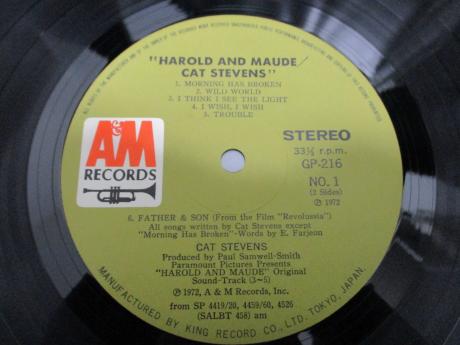 "HAROLD AND MAUDE/
CAT STEVENS"
1. MORNING HAS BROKEN
2. WILD WORLD
3. I THINK I SEE THE LIGHT
4. I WISH, I WISH
5. TROUBLE
A&M
RECORDS
STEREO
33⅓ r.p.m.
GP-216
NO. 1
(2 Sides)
℗ 1972
6. FATHER & SON (From the Film "Revolussia")
All songs written by Cat Stevens except
"Morning Has Broken"-Words by E. Farjeon
CAT STEVENS
Produced by Paul Samwell-Smith
Paramount Pictures Presents
"HAROLD AND MAUDE" Original
Sound-Track (3~5)
℗ 1972, A & M Records, Inc.
from SP 4419/20, 4459/60, 4526
(SALBT 458) am
MANUFACTURED BY KING RECORD CO., LTD. TOKYO, JAPAN.